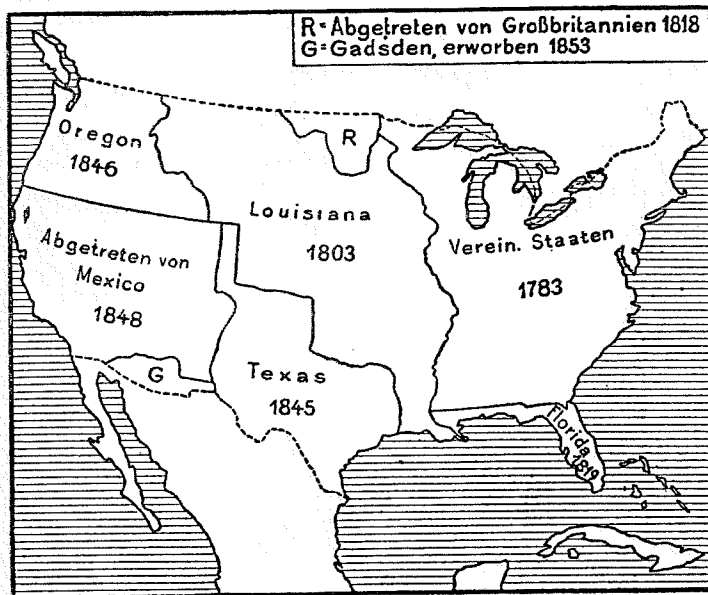 R=Abgetreten von Großbritannien 1818
G=Gadsden, erworben 1853
Oregon
1846
R
Louisiana
1803
Verein. Staaten
1783
Abgetreten von
Mexico
1848
G
Texas
1845
Florida
1819